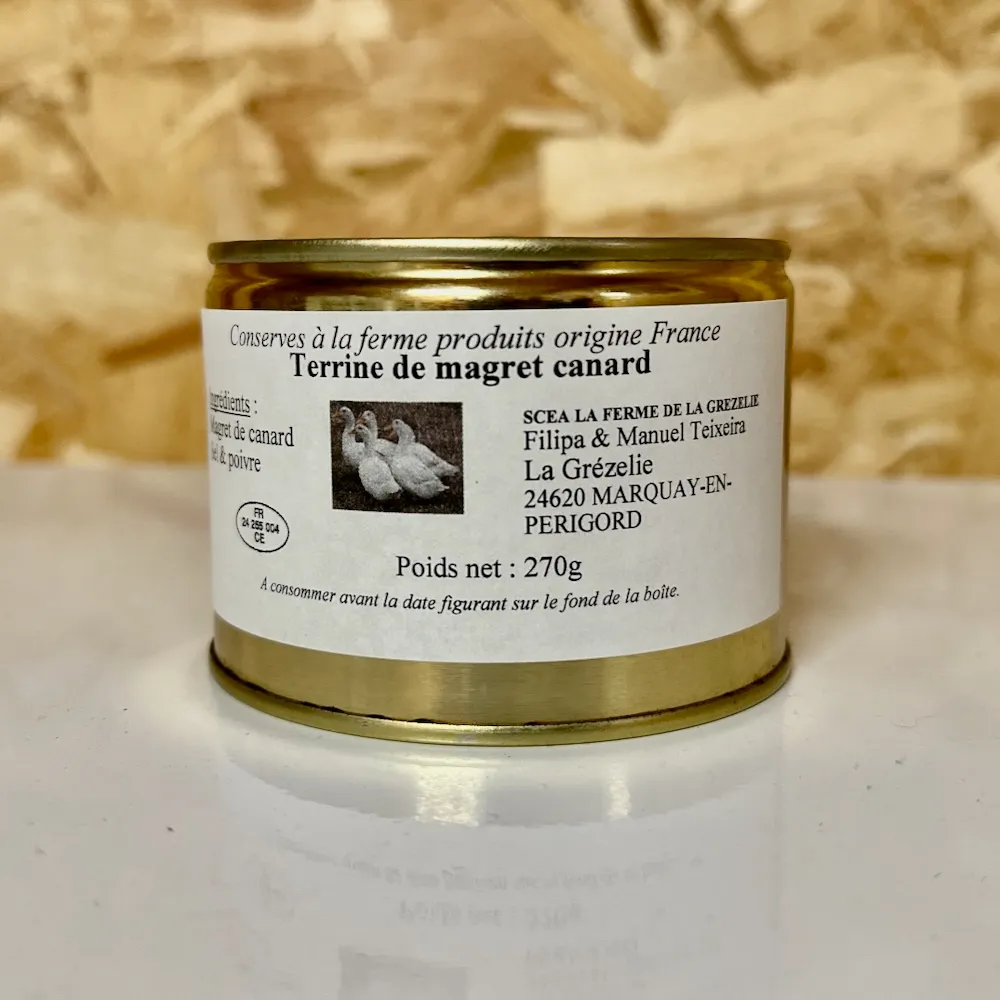 Conserves à la ferme produits origine France
Terrine de magret canard
Ingrédients :
Magret de canard
Sel & poivre
FR
24 255 004
CE
SCEA LA FERME DE LA GREZELIE
Filipa & Manuel Teixeira
La Grézelie
24620 MARQUAY-EN-
PERIGORD
Poids net : 270g
A consommer avant la date figurant sur le fond de la boîte.